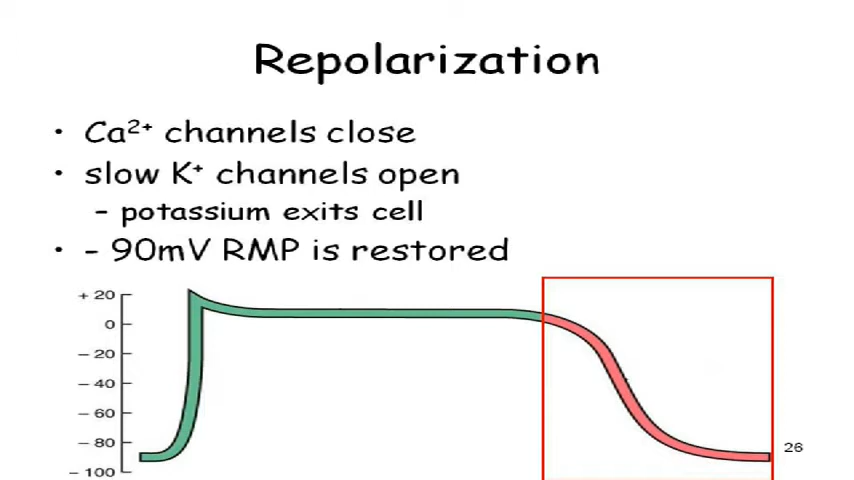 Repolarization
• Ca²⁺ channels close
• slow K⁺ channels open
– potassium exits cell
• - 90mV RMP is restored
+ 20
0
– 20
– 40
– 60
– 80
– 100
26